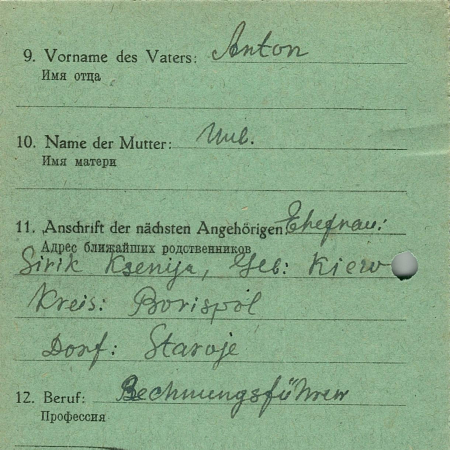 9. Vorname des Vaters: Anton
Имя отца
10. Name der Mutter: Unb.
Имя матери
11. Anschrift der nächsten Angehörigen Ehefrau:
Адрес ближайших родственников
Sirik Ksenija, Geb: Kiew
Kreis: Borispol
Dorf: Staroje
12. Beruf: Rechnungsführer
Профессия